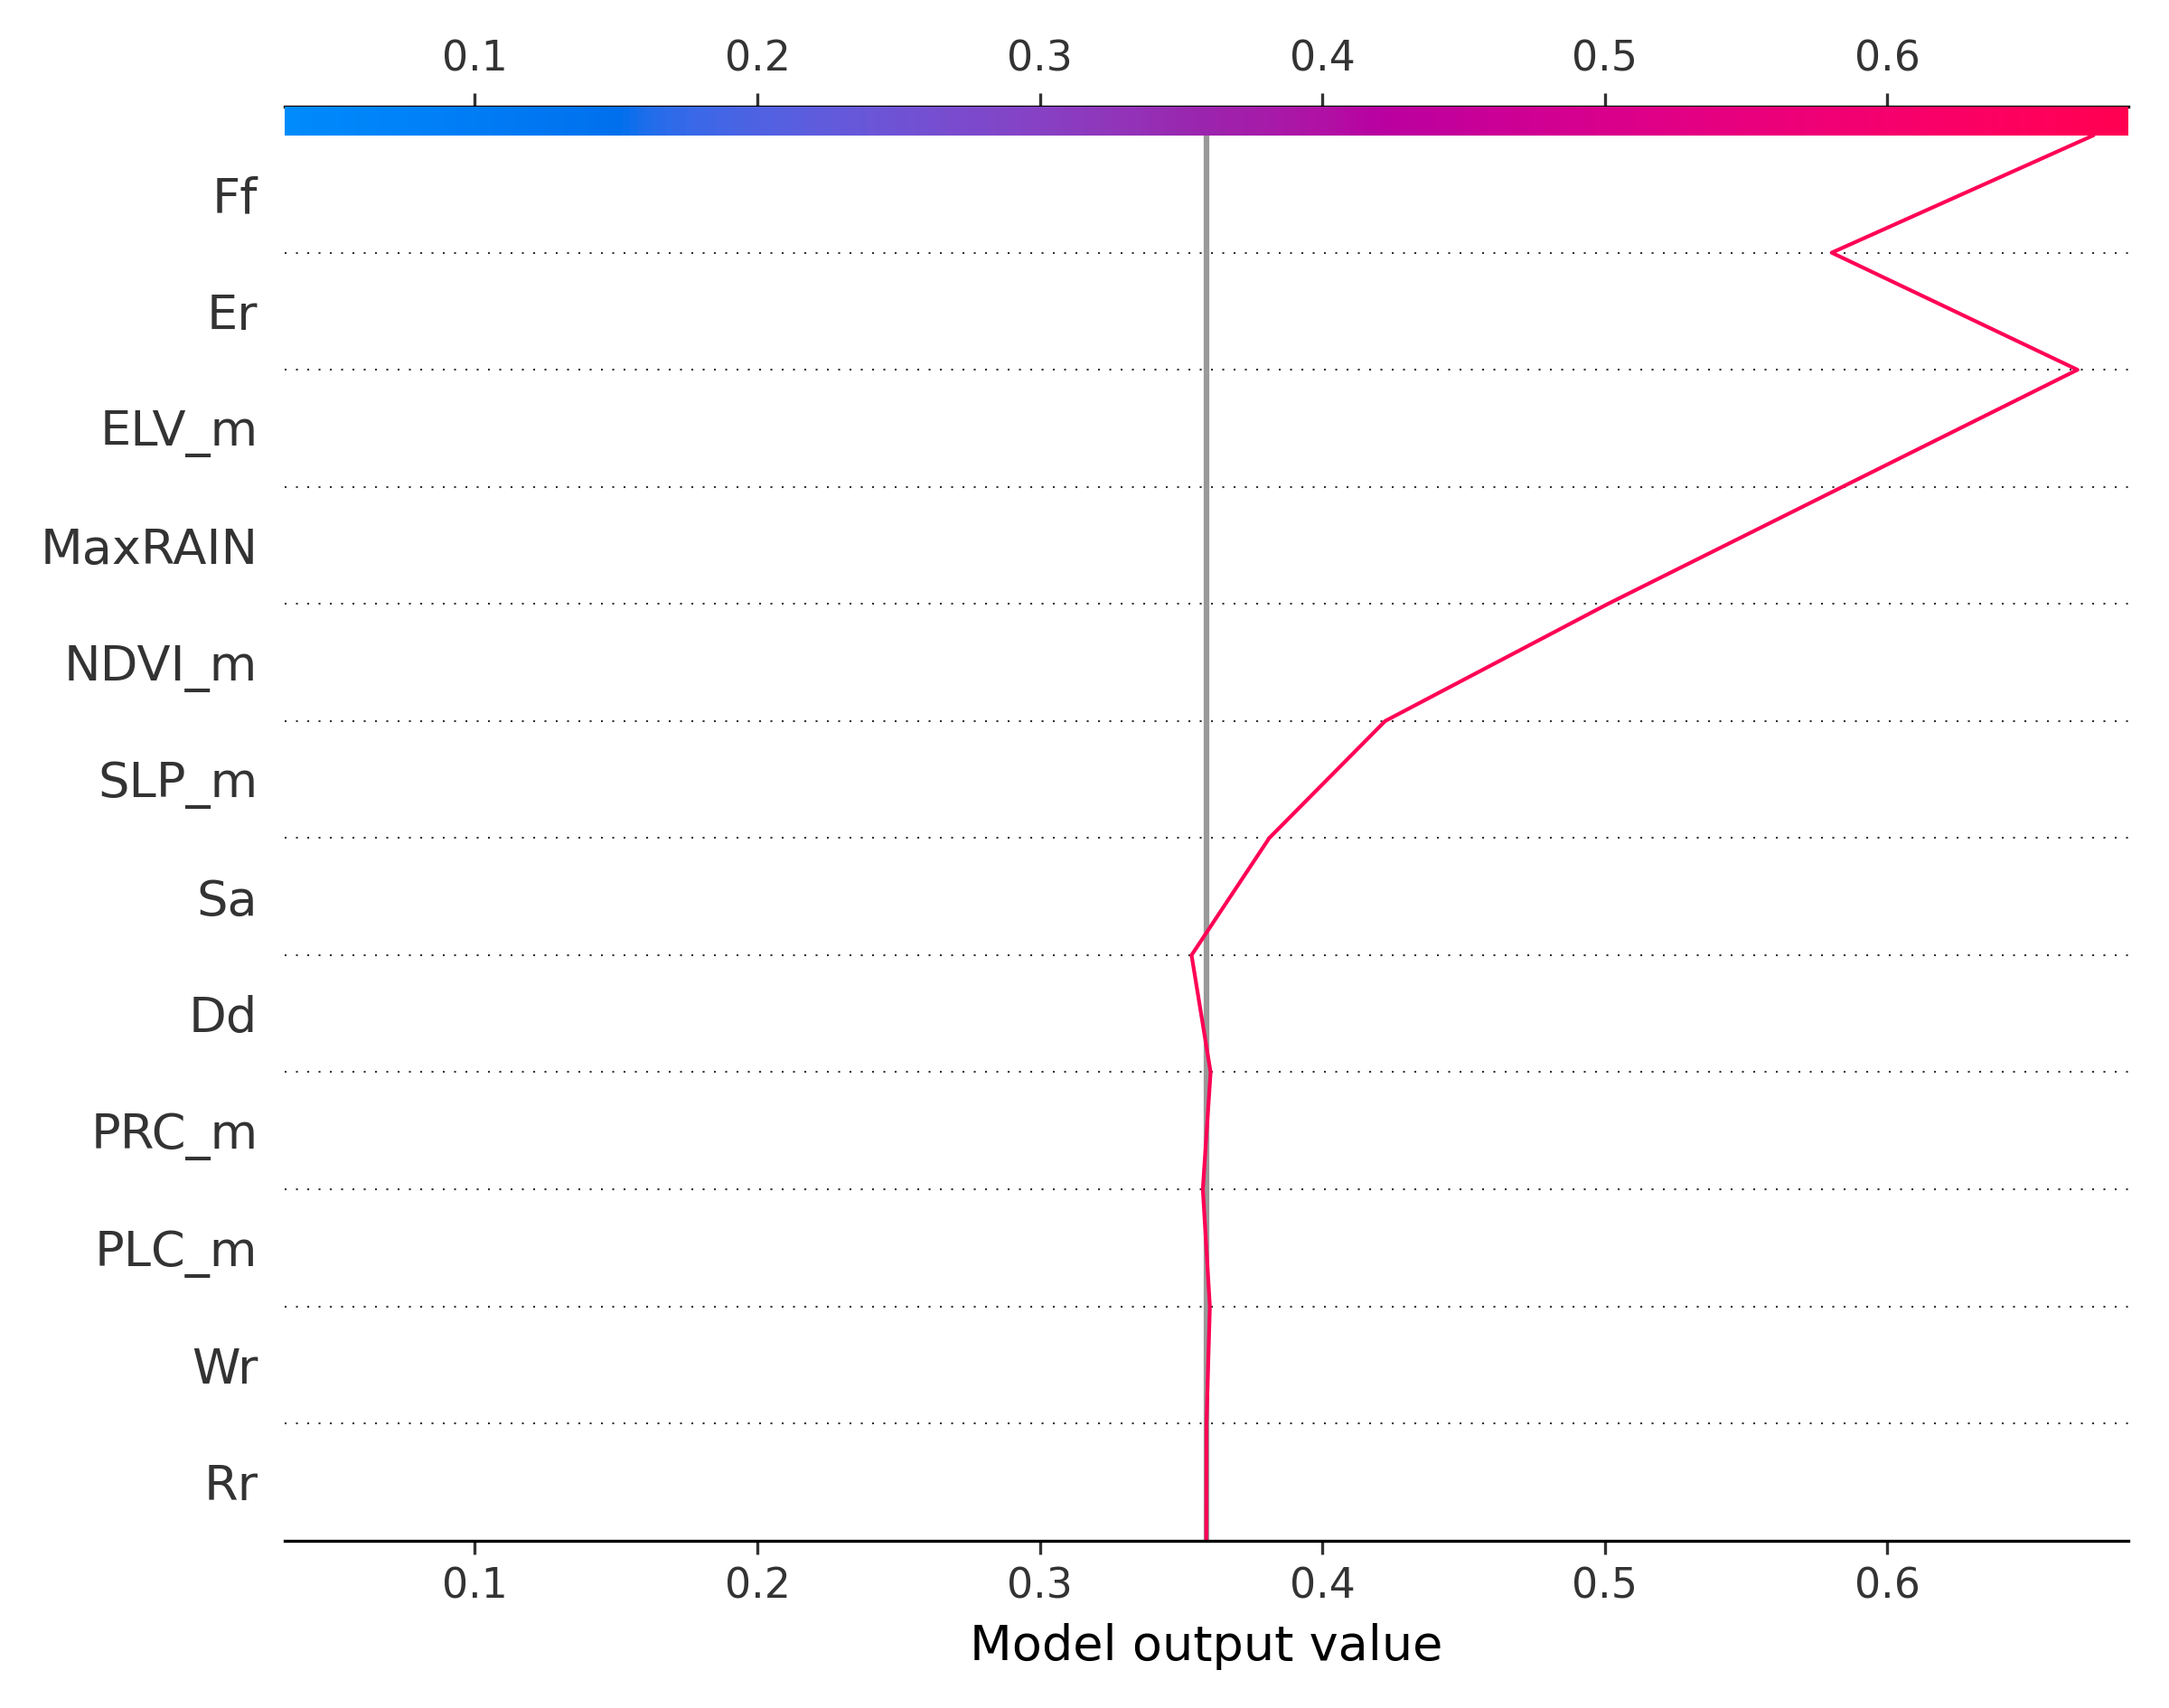 0.1 0.2 0.3 0.4 0.5 0.6
Ff
Er
ELV_m
MaxRAIN
NDVI_m
SLP_m
Sa
Dd
PRC_m
PLC_m
Wr
Rr
0.1 0.2 0.3 0.4 0.5 0.6
Model output value